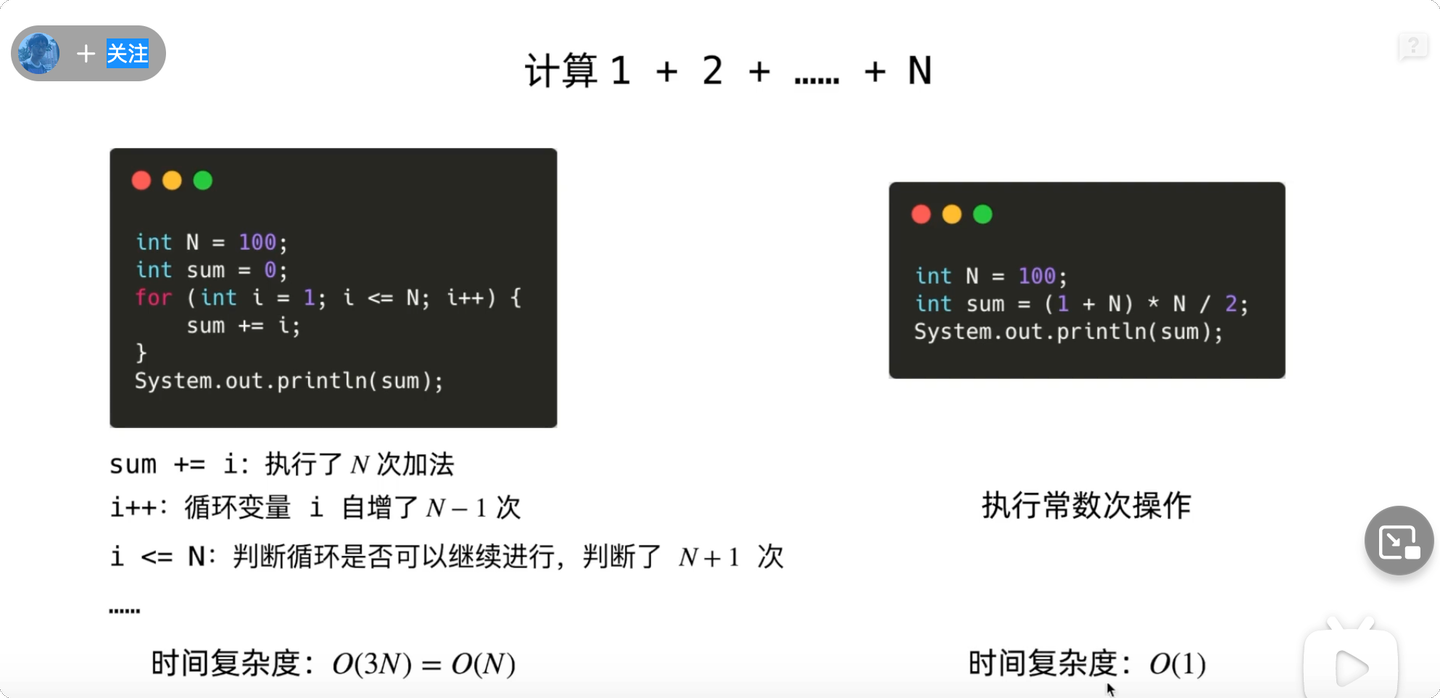 + 关注
?
计算 1 + 2 + …… + N
int N = 100;
int sum = 0;
for (int i = 1; i <= N; i++) {
    sum += i;
}
System.out.println(sum);
int N = 100;
int sum = (1 + N) * N / 2;
System.out.println(sum);
sum += i：执行了 N 次加法
i++：循环变量 i 自增了 N − 1 次
i <= N：判断循环是否可以继续进行，判断了 N + 1 次
……
时间复杂度：O(3N) = O(N)
执行常数次操作
时间复杂度：O(1)